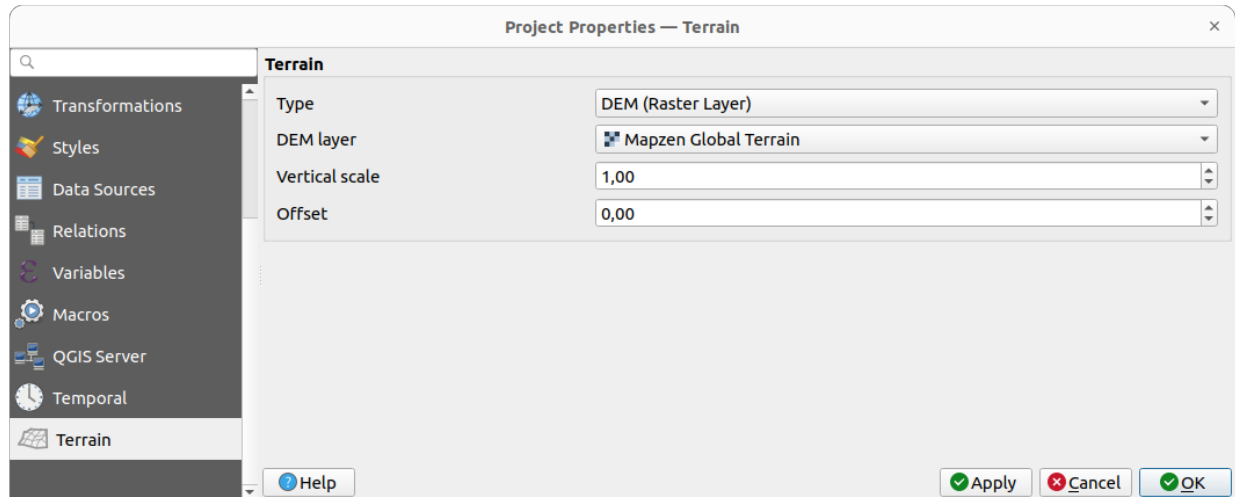 Project Properties — Terrain
Transformations
Styles
Data Sources
Relations
Variables
Macros
QGIS Server
Temporal
Terrain
Terrain
Type DEM (Raster Layer)
DEM layer Mapzen Global Terrain
Vertical scale 1,00
Offset 0,00
Help Apply Cancel OK